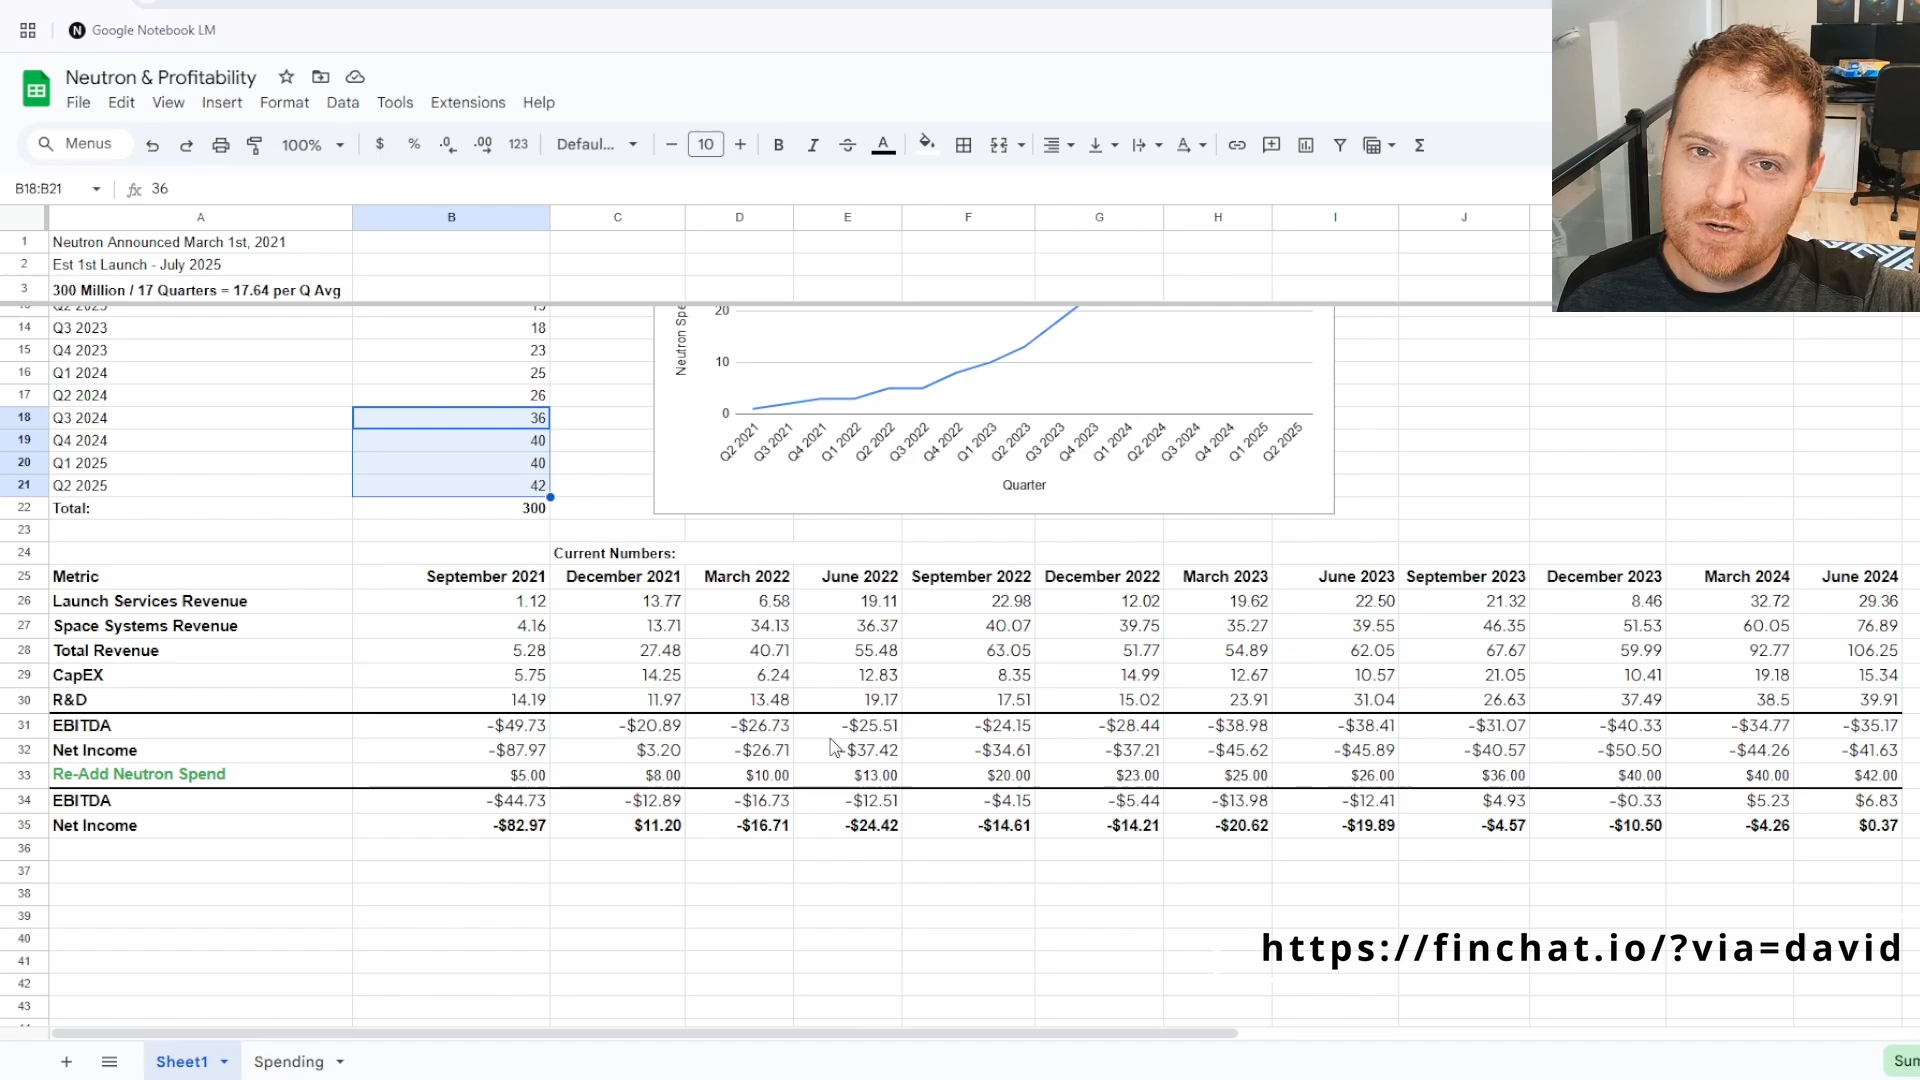 Google Notebook LM
Neutron & Profitability
File Edit View Insert Format Data Tools Extensions Help
Menus 100% $ % .0 .00 123 Defaul... 10 B I A
B18:B21 fx 36
A B C D E F G H I J
1 Neutron Announced March 1st, 2021
2 Est 1st Launch - July 2025
3 300 Million / 17 Quarters = 17.64 per Q Avg
14 Q3 2023 18
15 Q4 2023 23
16 Q1 2024 25
17 Q2 2024 26
18 Q3 2024 36
19 Q4 2024 40
20 Q1 2025 40
21 Q2 2025 42
22 Total: 300
Neutron Spe
20
10
0
Q2 2021 Q3 2021 Q4 2021 Q1 2022 Q2 2022 Q3 2022 Q4 2022 Q1 2023 Q2 2023 Q3 2023 Q4 2023 Q1 2024 Q2 2024 Q3 2024 Q4 2024 Q1 2025 Q2 2025
Quarter
23
24 Current Numbers:
25 Metric September 2021 December 2021 March 2022 June 2022 September 2022 December 2022 March 2023 June 2023 September 2023 December 2023 March 2024 June 2024
26 Launch Services Revenue 1.12 13.77 6.58 19.11 22.98 12.02 19.62 22.50 21.32 8.46 32.72 29.36
27 Space Systems Revenue 4.16 13.71 34.13 36.37 40.07 39.75 35.27 39.55 46.35 51.53 60.05 76.89
28 Total Revenue 5.28 27.48 40.71 55.48 63.05 51.77 54.89 62.05 67.67 59.99 92.77 106.25
29 CapEX 5.75 14.25 6.24 12.83 8.35 14.99 12.67 10.57 21.05 10.41 19.18 15.34
30 R&D 14.19 11.97 13.48 19.17 17.51 15.02 23.91 31.04 26.63 37.49 38.5 39.91
31 EBITDA -$49.73 -$20.89 -$26.73 -$25.51 -$24.15 -$28.44 -$38.98 -$38.41 -$31.07 -$40.33 -$34.77 -$35.17
32 Net Income -$87.97 $3.20 -$26.71 -$37.42 -$34.61 -$37.21 -$45.62 -$45.89 -$40.57 -$50.50 -$44.26 -$41.63
33 Re-Add Neutron Spend $5.00 $8.00 $10.00 $13.00 $20.00 $23.00 $25.00 $26.00 $36.00 $40.00 $40.00 $42.00
34 EBITDA -$44.73 -$12.89 -$16.73 -$12.51 -$4.15 -$5.44 -$13.98 -$12.41 $4.93 -$0.33 $5.23 $6.83
35 Net Income -$82.97 $11.20 -$16.71 -$24.42 -$14.61 -$14.21 -$20.62 -$19.89 -$4.57 -$10.50 -$4.26 $0.37
36
37
38
39
40
41
42
43
https://finchat.io/?via=david
Sheet1 Spending
Sum